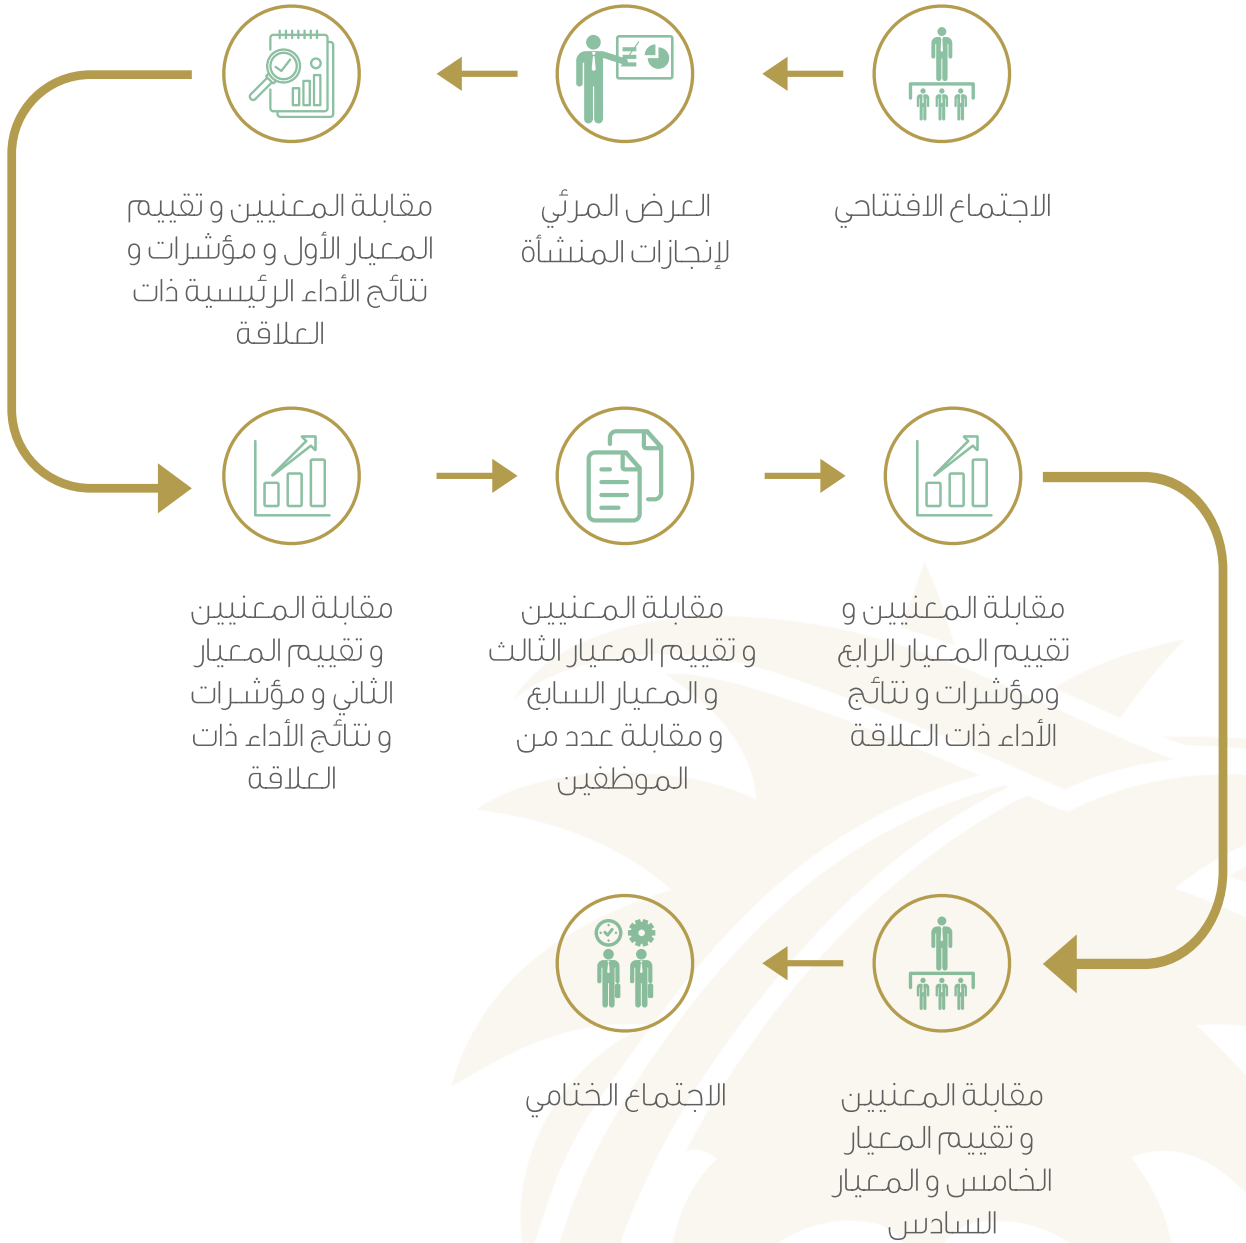 الاجتماع الافتتاحي
العرض المرئي
لإنجازات المنشأة
مقابلة المعنيين و تقييم
المعيار الأول و مؤشرات و
نتائج الأداء الرئيسية ذات
العلاقة
مقابلة المعنيين
و تقييم المعيار
الثاني و مؤشرات
و نتائج الأداء ذات
العلاقة
مقابلة المعنيين
و تقييم المعيار الثالث
و المعيار السابع
و مقابلة عدد من
الموظفين
مقابلة المعنيين و
تقييم المعيار الرابع
ومؤشرات و نتائج
الأداء ذات العلاقة
مقابلة المعنيين
و تقييم المعيار
الخامس و المعيار
السادس
الاجتماع الختامي